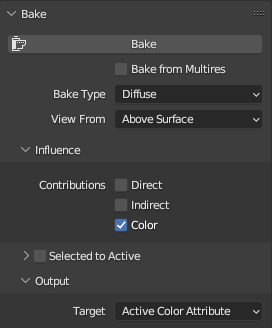 Bake
Bake
Bake from Multires
Bake Type Diffuse
View From Above Surface
Influence
Contributions Direct
Indirect
Color
Selected to Active
Output
Target Active Color Attribute